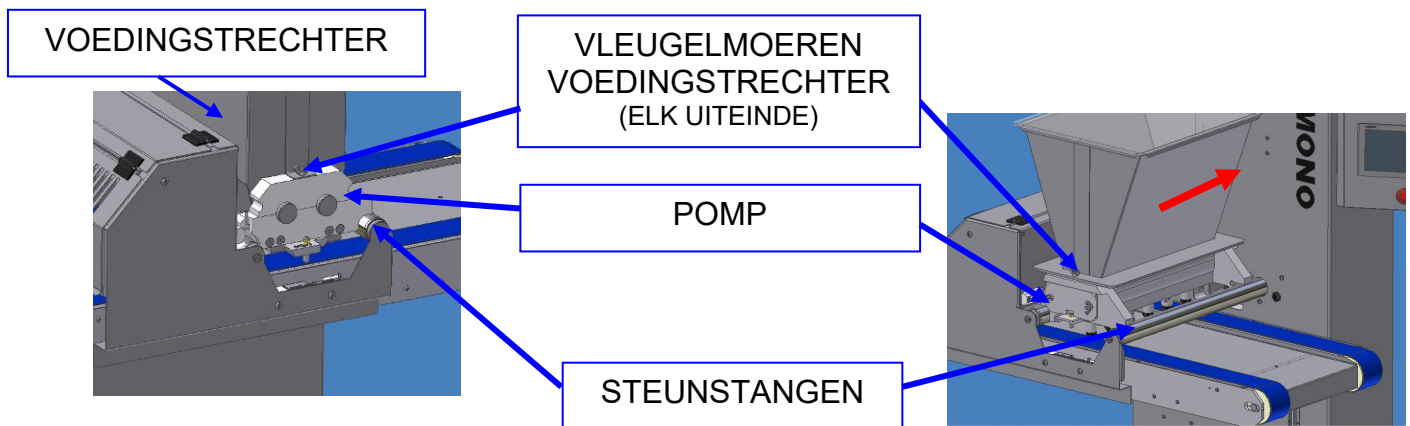 VOEDINGSTRECHTER
VLEUGELMOEREN
VOEDINGSTRECHTER
(ELK UITEINDE)
POMP
STEUNSTANGEN
MONO